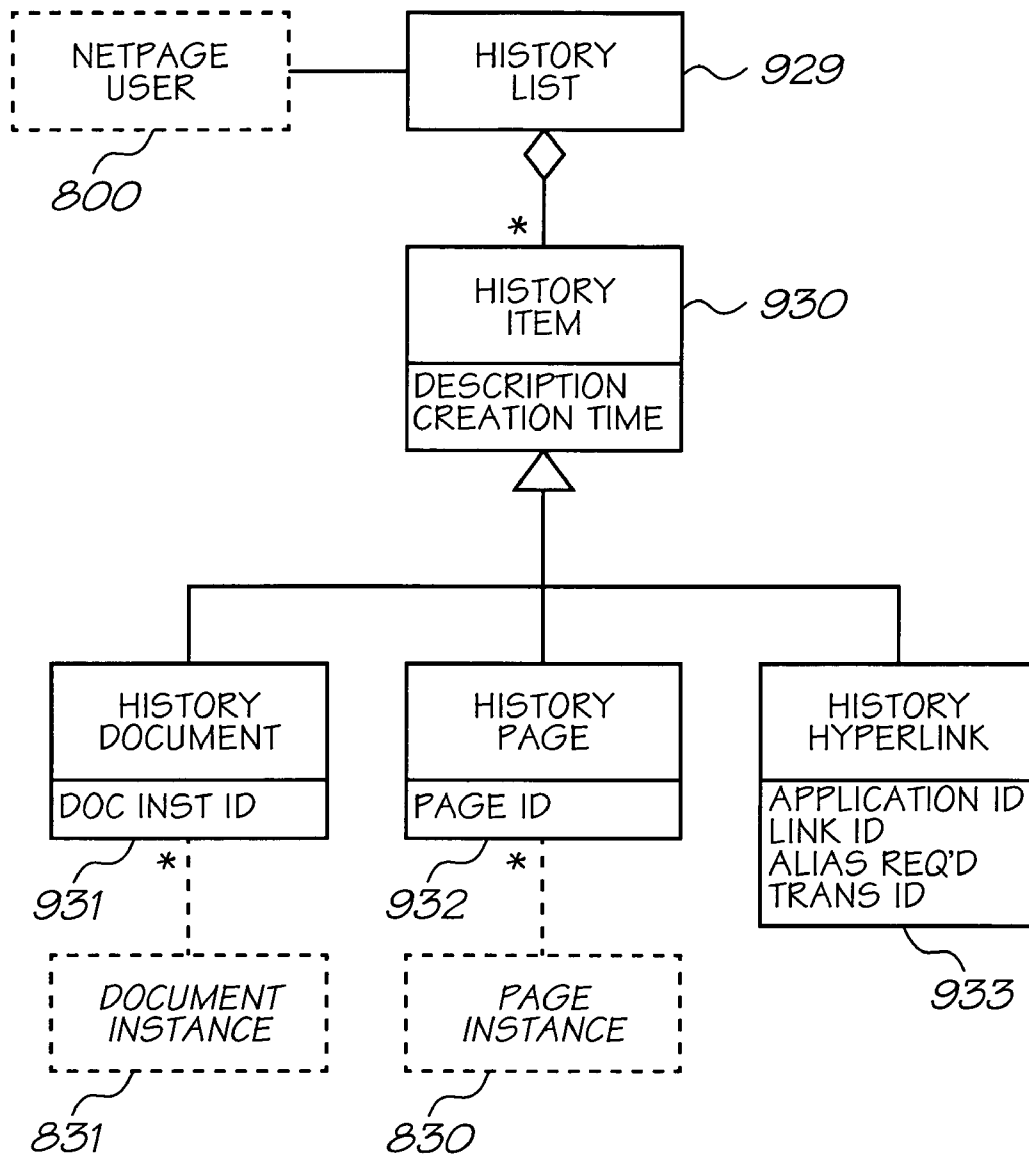 NETPAGE
USER
800
HISTORY
LIST
929
*
HISTORY
ITEM
930
DESCRIPTION
CREATION TIME
HISTORY
DOCUMENT
DOC INST ID
931
*
HISTORY
PAGE
PAGE ID
932
*
HISTORY
HYPERLINK
APPLICATION ID
LINK ID
ALIAS REQ'D
TRANS ID
933
DOCUMENT
INSTANCE
831
PAGE
INSTANCE
830